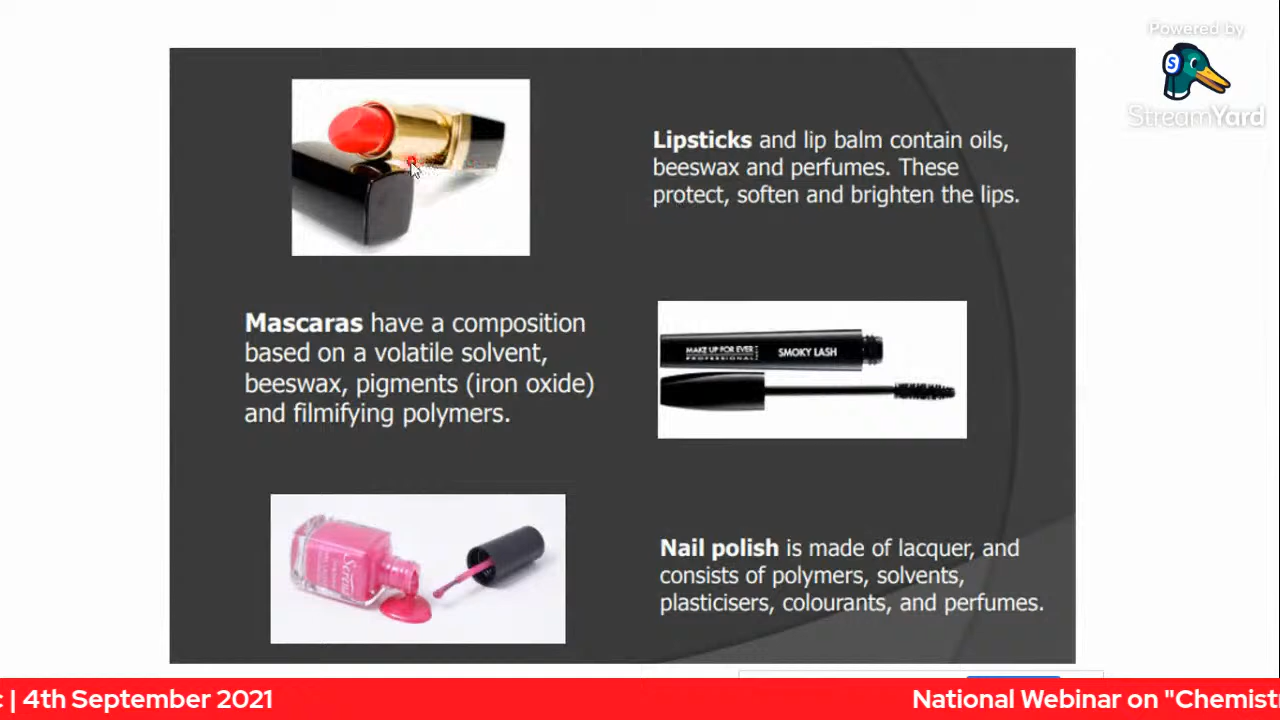 Powered by
StreamYard
Lipsticks and lip balm contain oils,
beeswax and perfumes. These
protect, soften and brighten the lips.
Mascaras have a composition
based on a volatile solvent,
beeswax, pigments (iron oxide)
and filmifying polymers.
MAKE UP FOR EVER
PROFESSIONAL
SMOKY LASH
Nail polish is made of lacquer, and
consists of polymers, solvents,
plasticisers, colourants, and perfumes.
| 4th September 2021
National Webinar on "Chemist